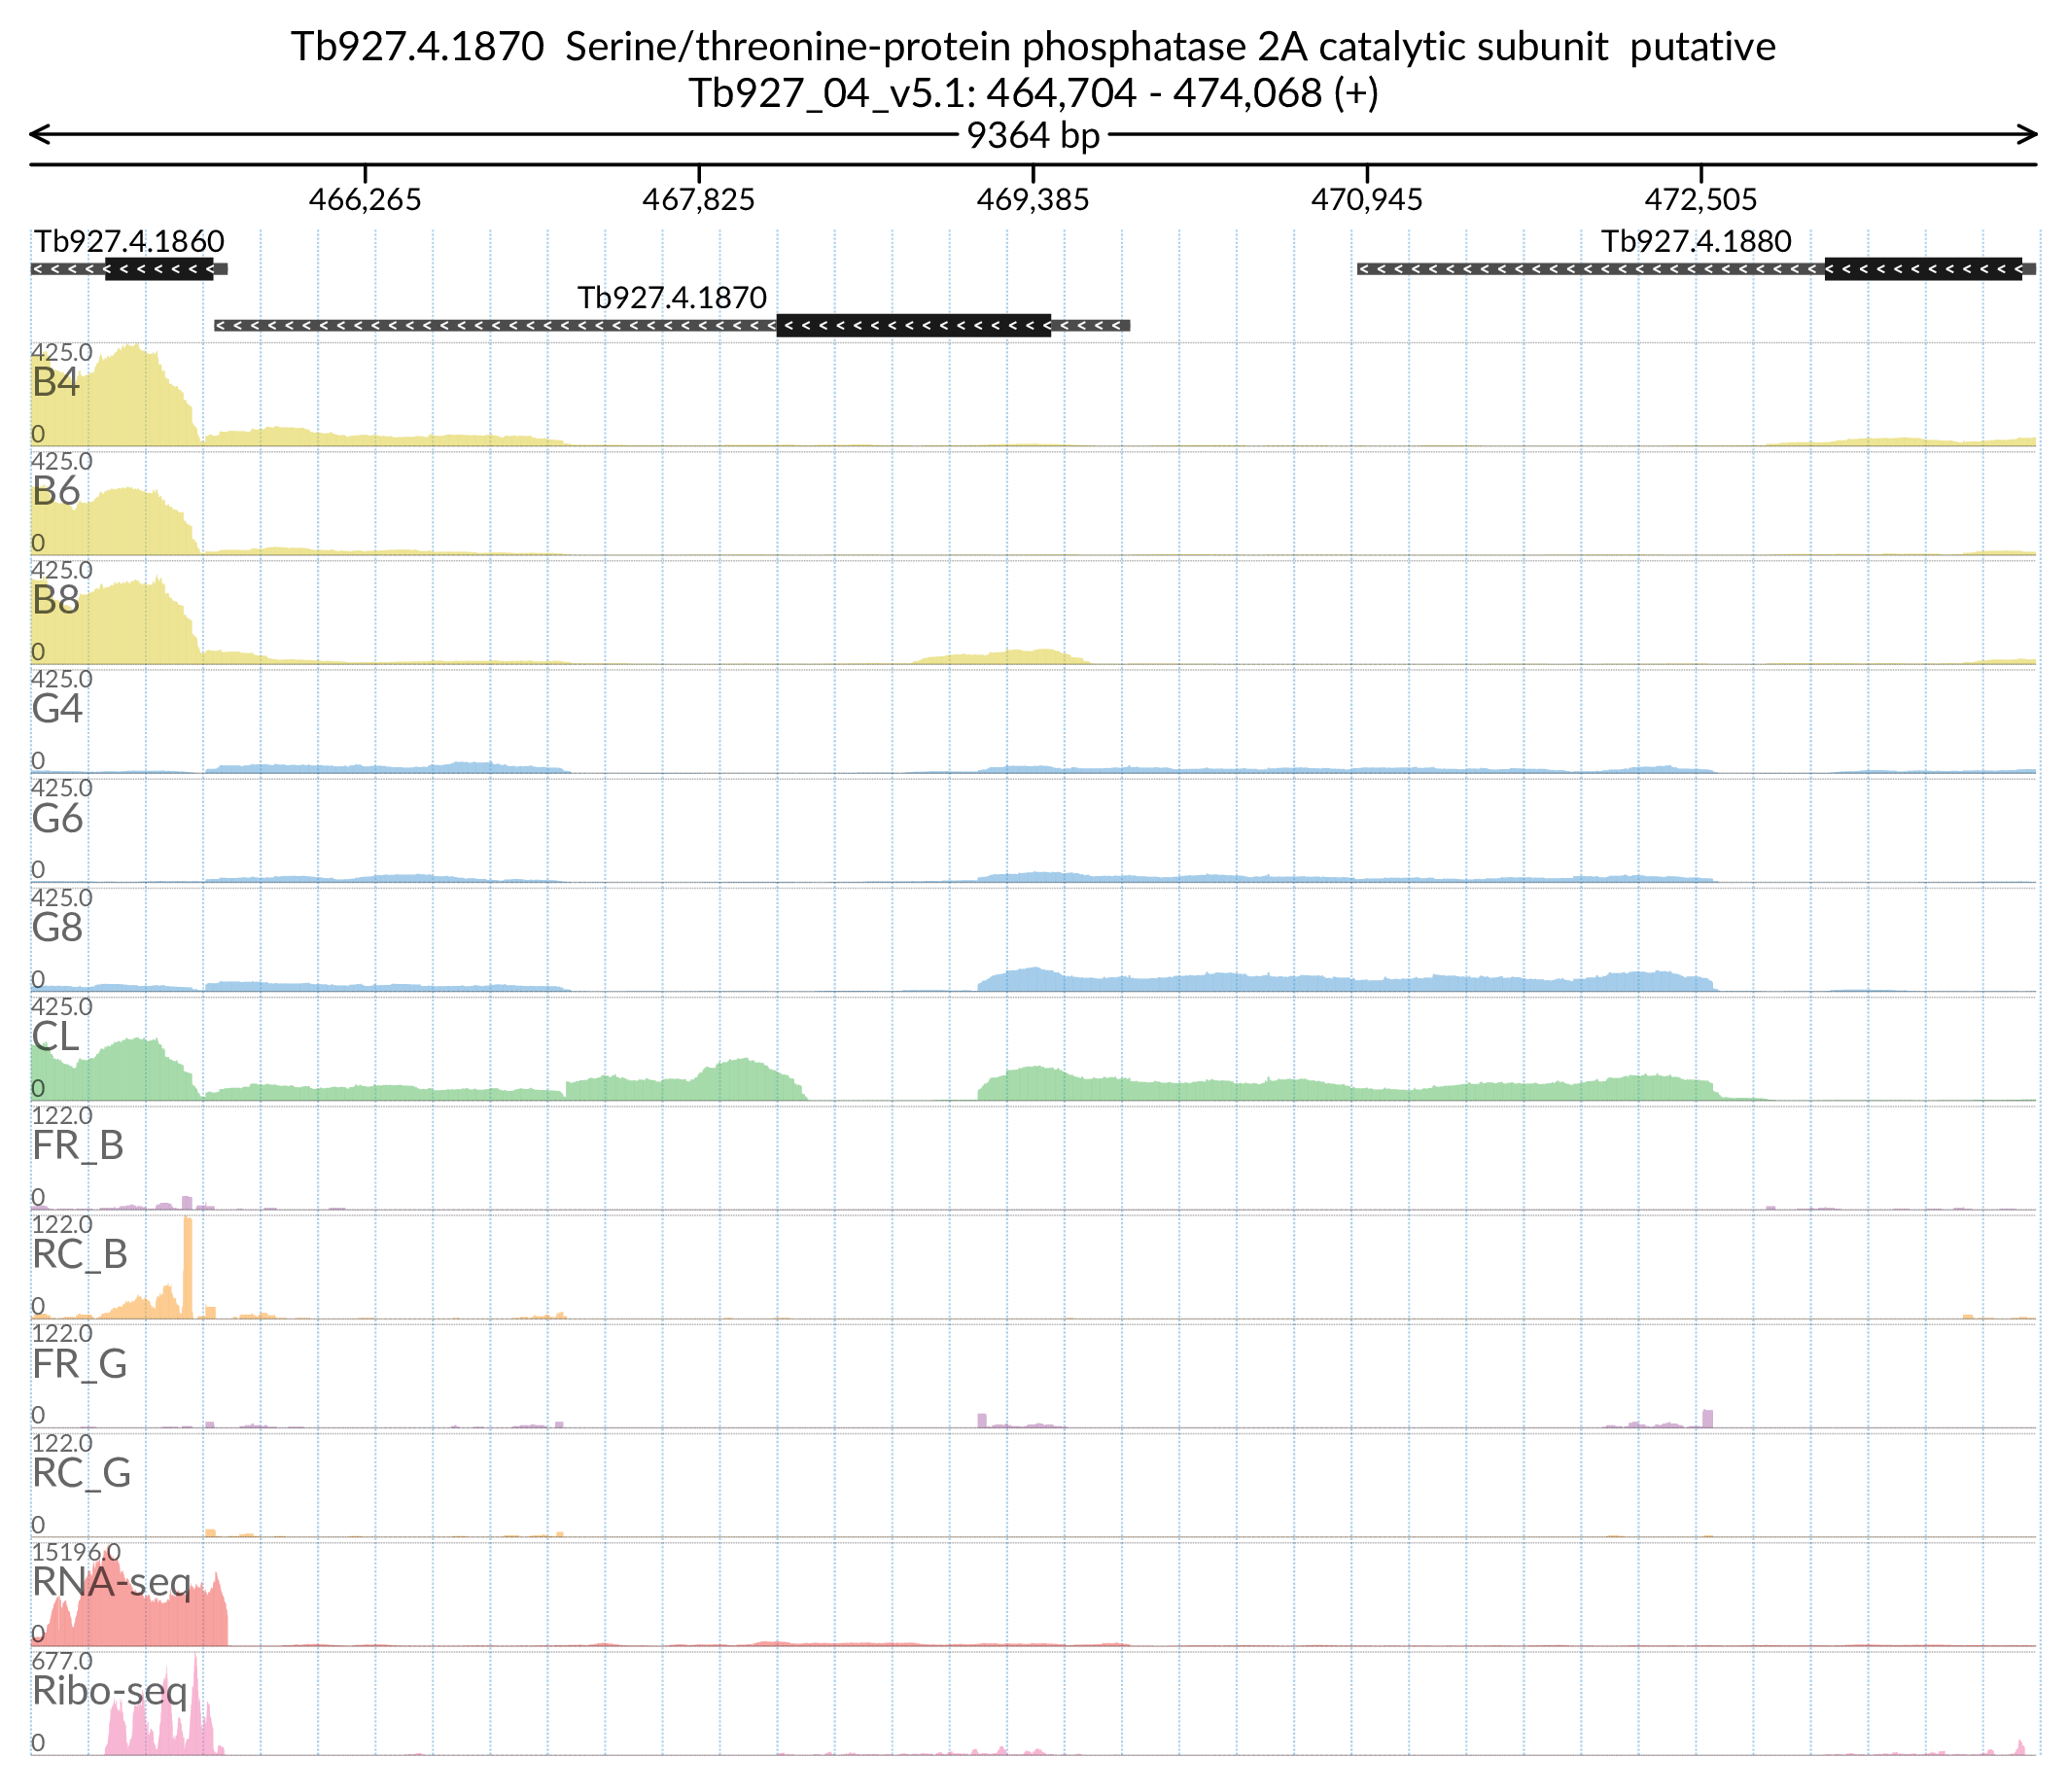 Tb927.4.1870  Serine/threonine-protein phosphatase 2A catalytic subunit  putative
Tb927_04_v5.1: 464,704 - 474,068 (+)
9364 bp
466,265 467,825 469,385 470,945 472,505
Tb927.4.1860 Tb927.4.1880
Tb927.4.1870
425.0
B4
0
425.0
B6
0
425.0
B8
0
425.0
G4
0
425.0
G6
0
425.0
G8
0
425.0
CL
0
122.0
FR_B
0
122.0
RC_B
0
122.0
FR_G
0
122.0
RC_G
0
15196.0
RNA-seq
0
677.0
Ribo-seq
0